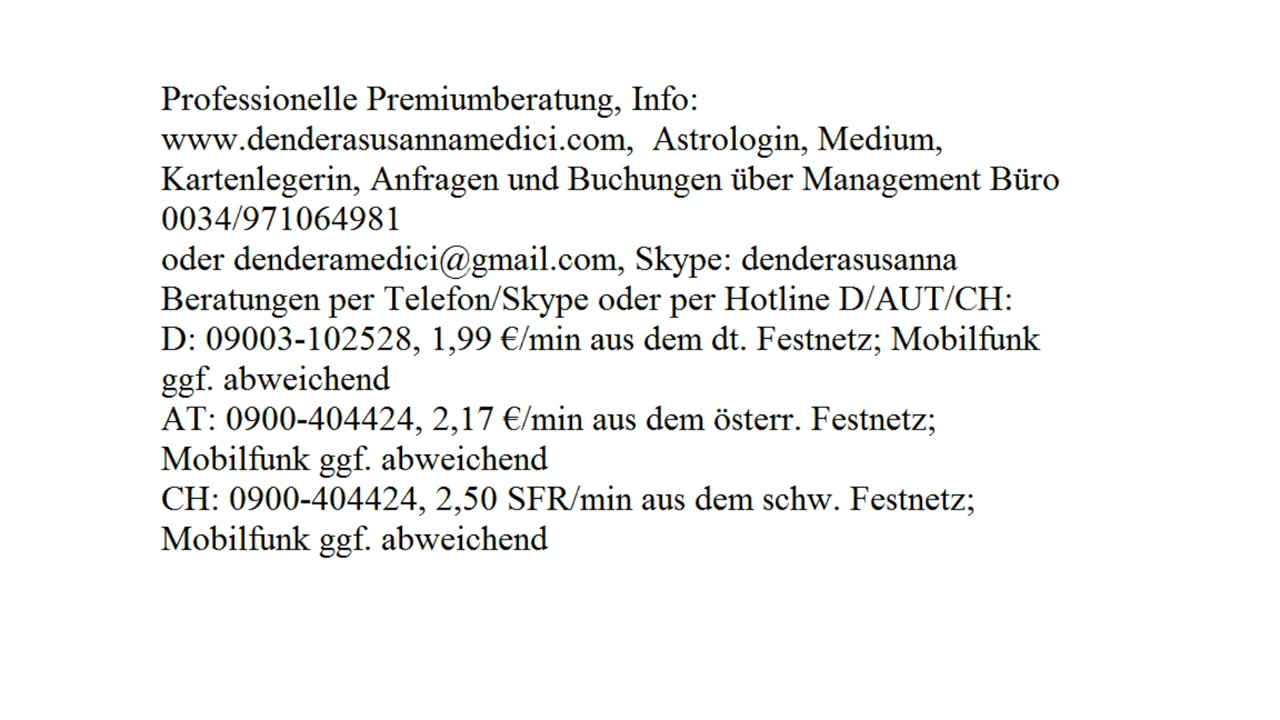 Professionelle Premiumberatung, Info:
www.denderasusannamedici.com,  Astrologin, Medium,
Kartenlegerin, Anfragen und Buchungen über Management Büro
0034/971064981
oder denderamedici@gmail.com, Skype: denderasusanna
Beratungen per Telefon/Skype oder per Hotline D/AUT/CH:
D: 09003-102528, 1,99 €/min aus dem dt. Festnetz; Mobilfunk
ggf. abweichend
AT: 0900-404424, 2,17 €/min aus dem österr. Festnetz;
Mobilfunk ggf. abweichend
CH: 0900-404424, 2,50 SFR/min aus dem schw. Festnetz;
Mobilfunk ggf. abweichend